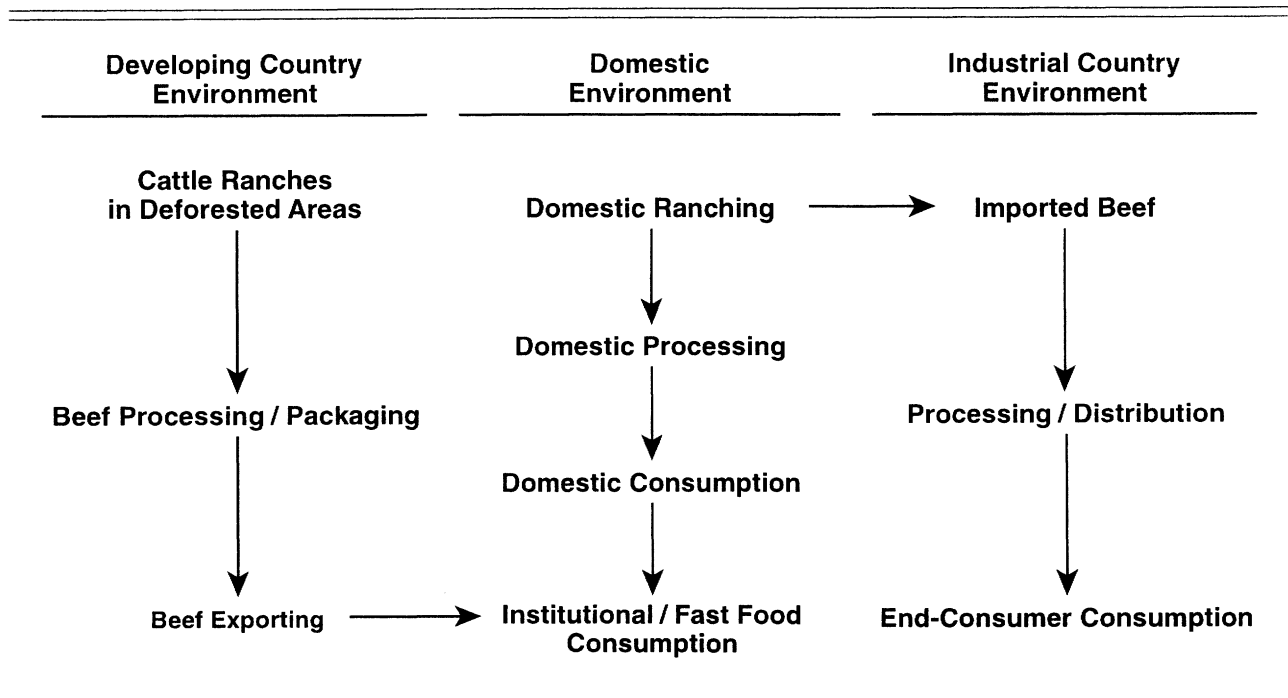 Developing Country
Environment
Domestic
Environment
Industrial Country
Environment
Cattle Ranches
in Deforested Areas
Domestic Ranching
Imported Beef
Domestic Processing
Beef Processing / Packaging
Processing / Distribution
Domestic Consumption
Beef Exporting
Institutional / Fast Food
Consumption
End-Consumer Consumption